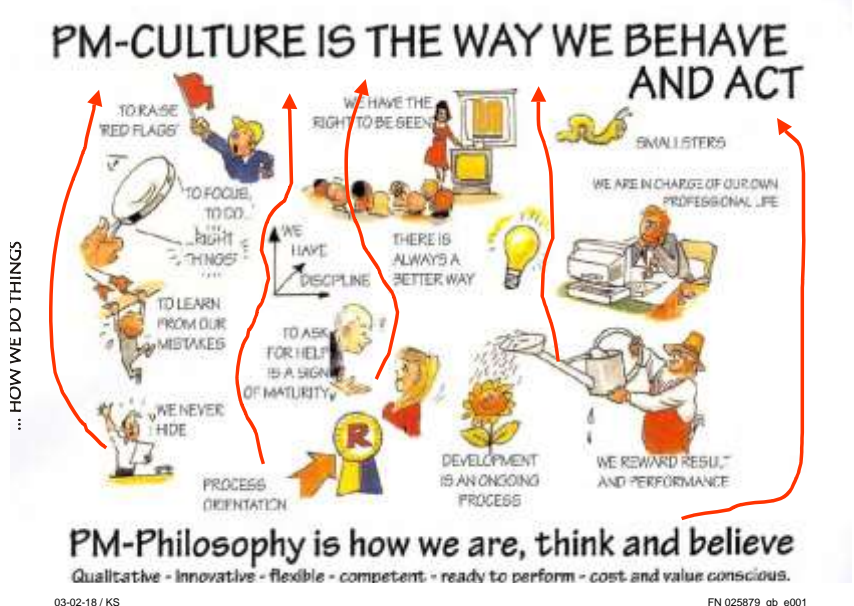 PM-CULTURE IS THE WAY WE BEHAVE
AND ACT
TO RAISE
'RED FLAGS'
WE HAVE THE
RIGHT TO BE SEEN
SMALLSTERS
TO FOCUS,
TO DO...
RIGHT
THINGS
WE ARE IN CHARGE OF OUR OWN
PROFESSIONAL LIFE
WE
HAVE
DISCIPLINE
THERE IS
ALWAYS A
BETTER WAY
... HOW WE DO THINGS
TO LEARN
FROM OUR
MISTAKES
TO ASK
FOR HELP
IS A SIGN
OF MATURITY
WE NEVER
HIDE
R
PROCESS
ORIENTATION
DEVELOPMENT
IS AN ONGOING
PROCESS
WE REWARD RESULT
AND PERFORMANCE
PM-Philosophy is how we are, think and believe
Qualitative - Innovative - flexible - competent - ready to perform - cost and value conscious.
03-02-18 / KS
FN 025879_gb_e001